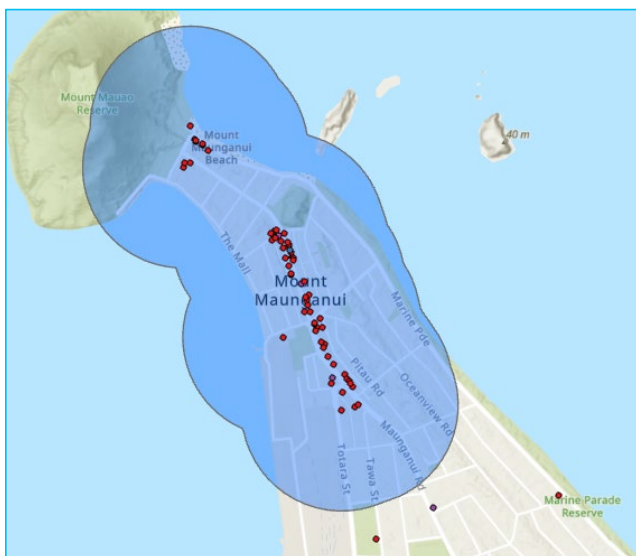 Mount Mauao
Reserve
40 m
Mount
Maunganui
Beach
The Mall
Mount
Maunganui
Marine Pde
Pitau Rd
Oceanview Rd
Maunganui Rd
Totara St
Tawa St
Marine Parade
Reserve